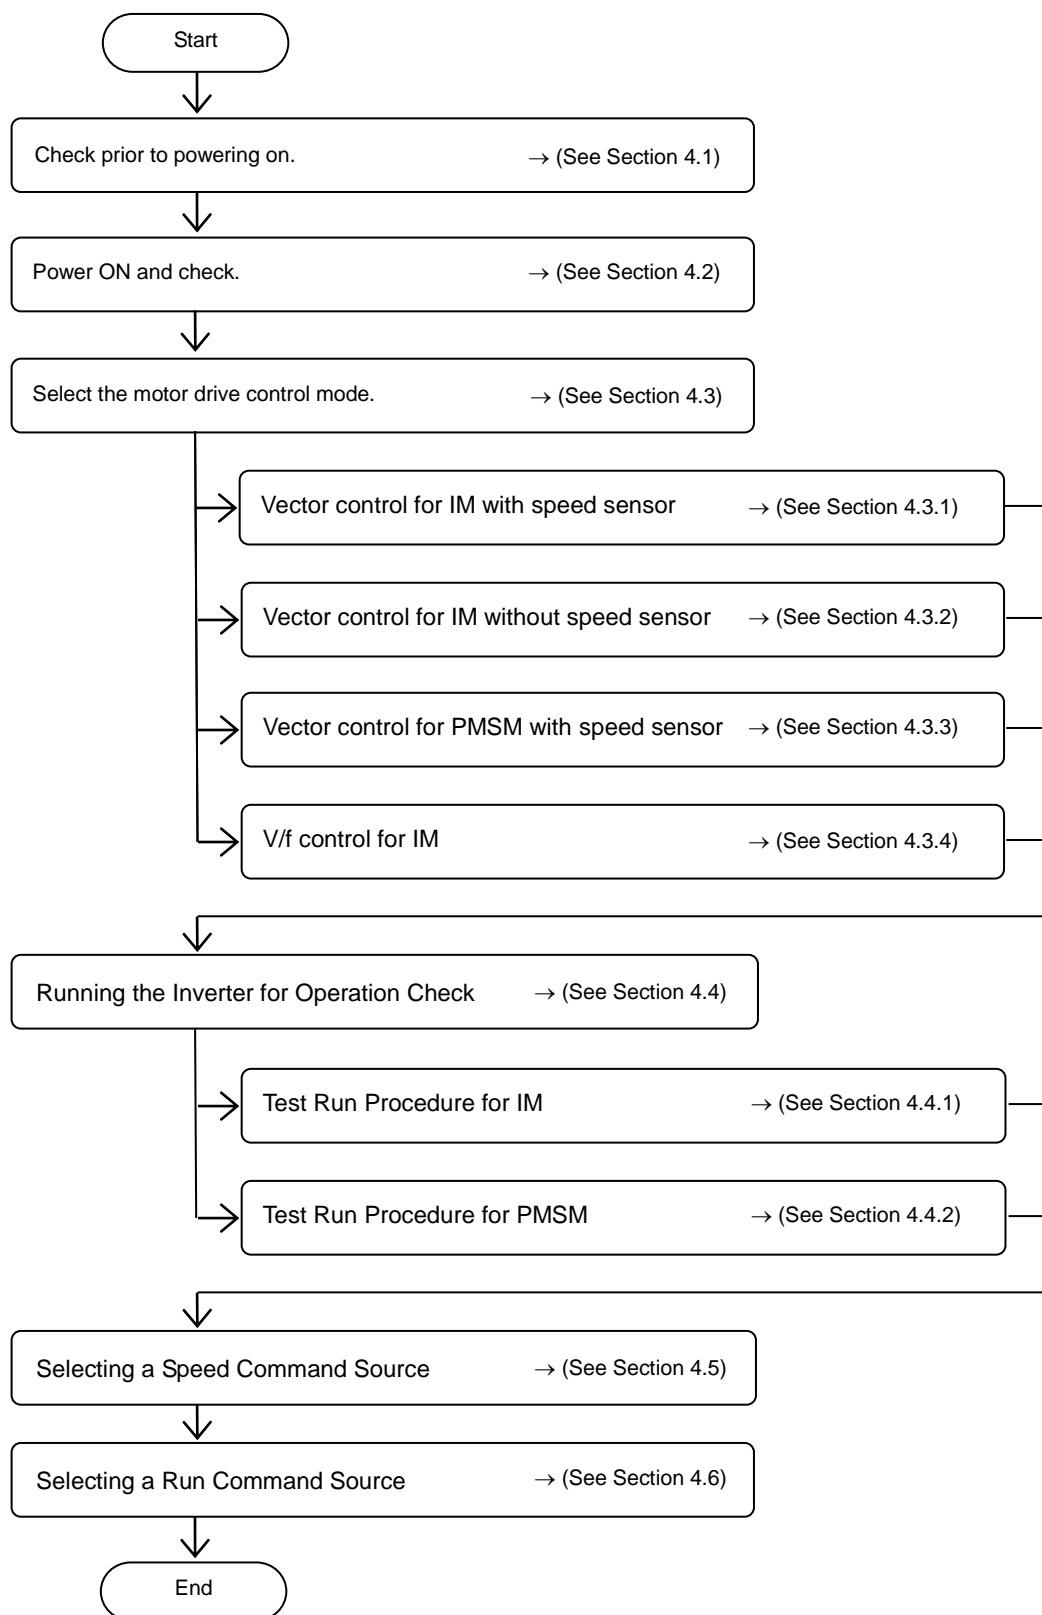 Start
Check prior to powering on. → (See Section 4.1)
Power ON and check. → (See Section 4.2)
Select the motor drive control mode. → (See Section 4.3)
Vector control for IM with speed sensor → (See Section 4.3.1)
Vector control for IM without speed sensor → (See Section 4.3.2)
Vector control for PMSM with speed sensor → (See Section 4.3.3)
V/f control for IM → (See Section 4.3.4)
Running the Inverter for Operation Check → (See Section 4.4)
Test Run Procedure for IM → (See Section 4.4.1)
Test Run Procedure for PMSM → (See Section 4.4.2)
Selecting a Speed Command Source → (See Section 4.5)
Selecting a Run Command Source → (See Section 4.6)
End